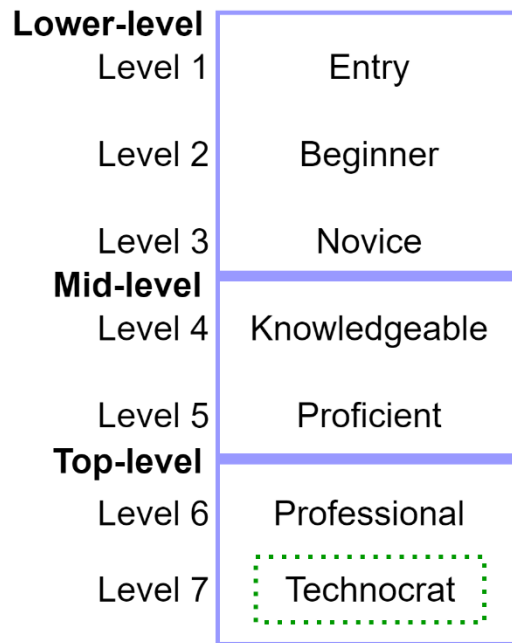 Lower-level
Level 1 Entry
Level 2 Beginner
Level 3 Novice
Mid-level
Level 4 Knowledgeable
Level 5 Proficient
Top-level
Level 6 Professional
Level 7 Technocrat